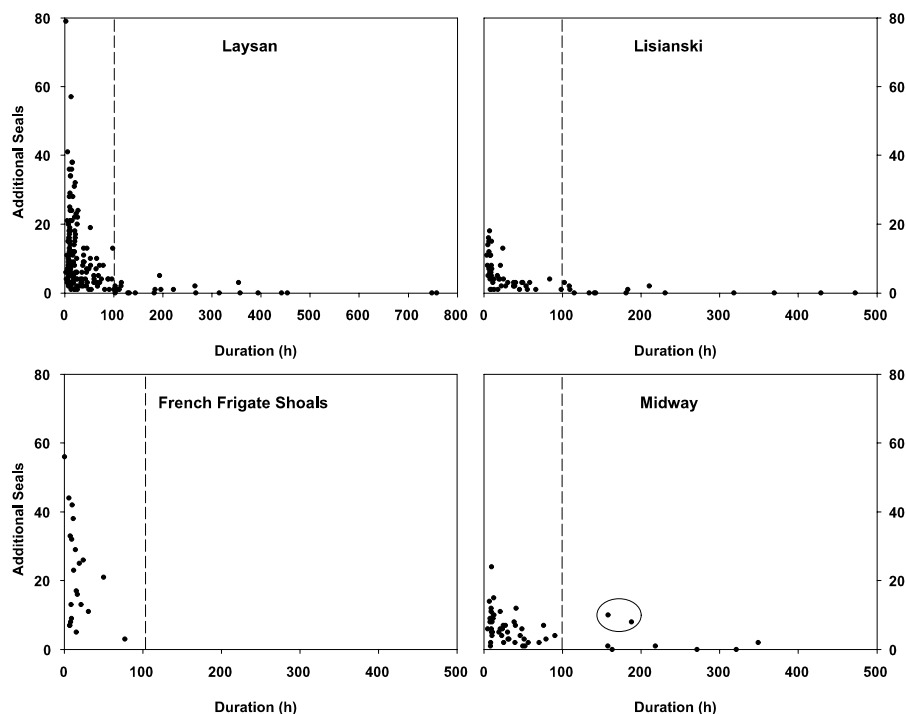 80
60
40
20
0
Additional Seals
Laysan
0 100 200 300 400 500 600 700 800
Duration (h)
Lisianski
80
60
40
20
0
0 100 200 300 400 500
Duration (h)
80
60
40
20
0
Additional Seals
French Frigate Shoals
0 100 200 300 400 500
Duration (h)
Midway
80
60
40
20
0
0 100 200 300 400 500
Duration (h)